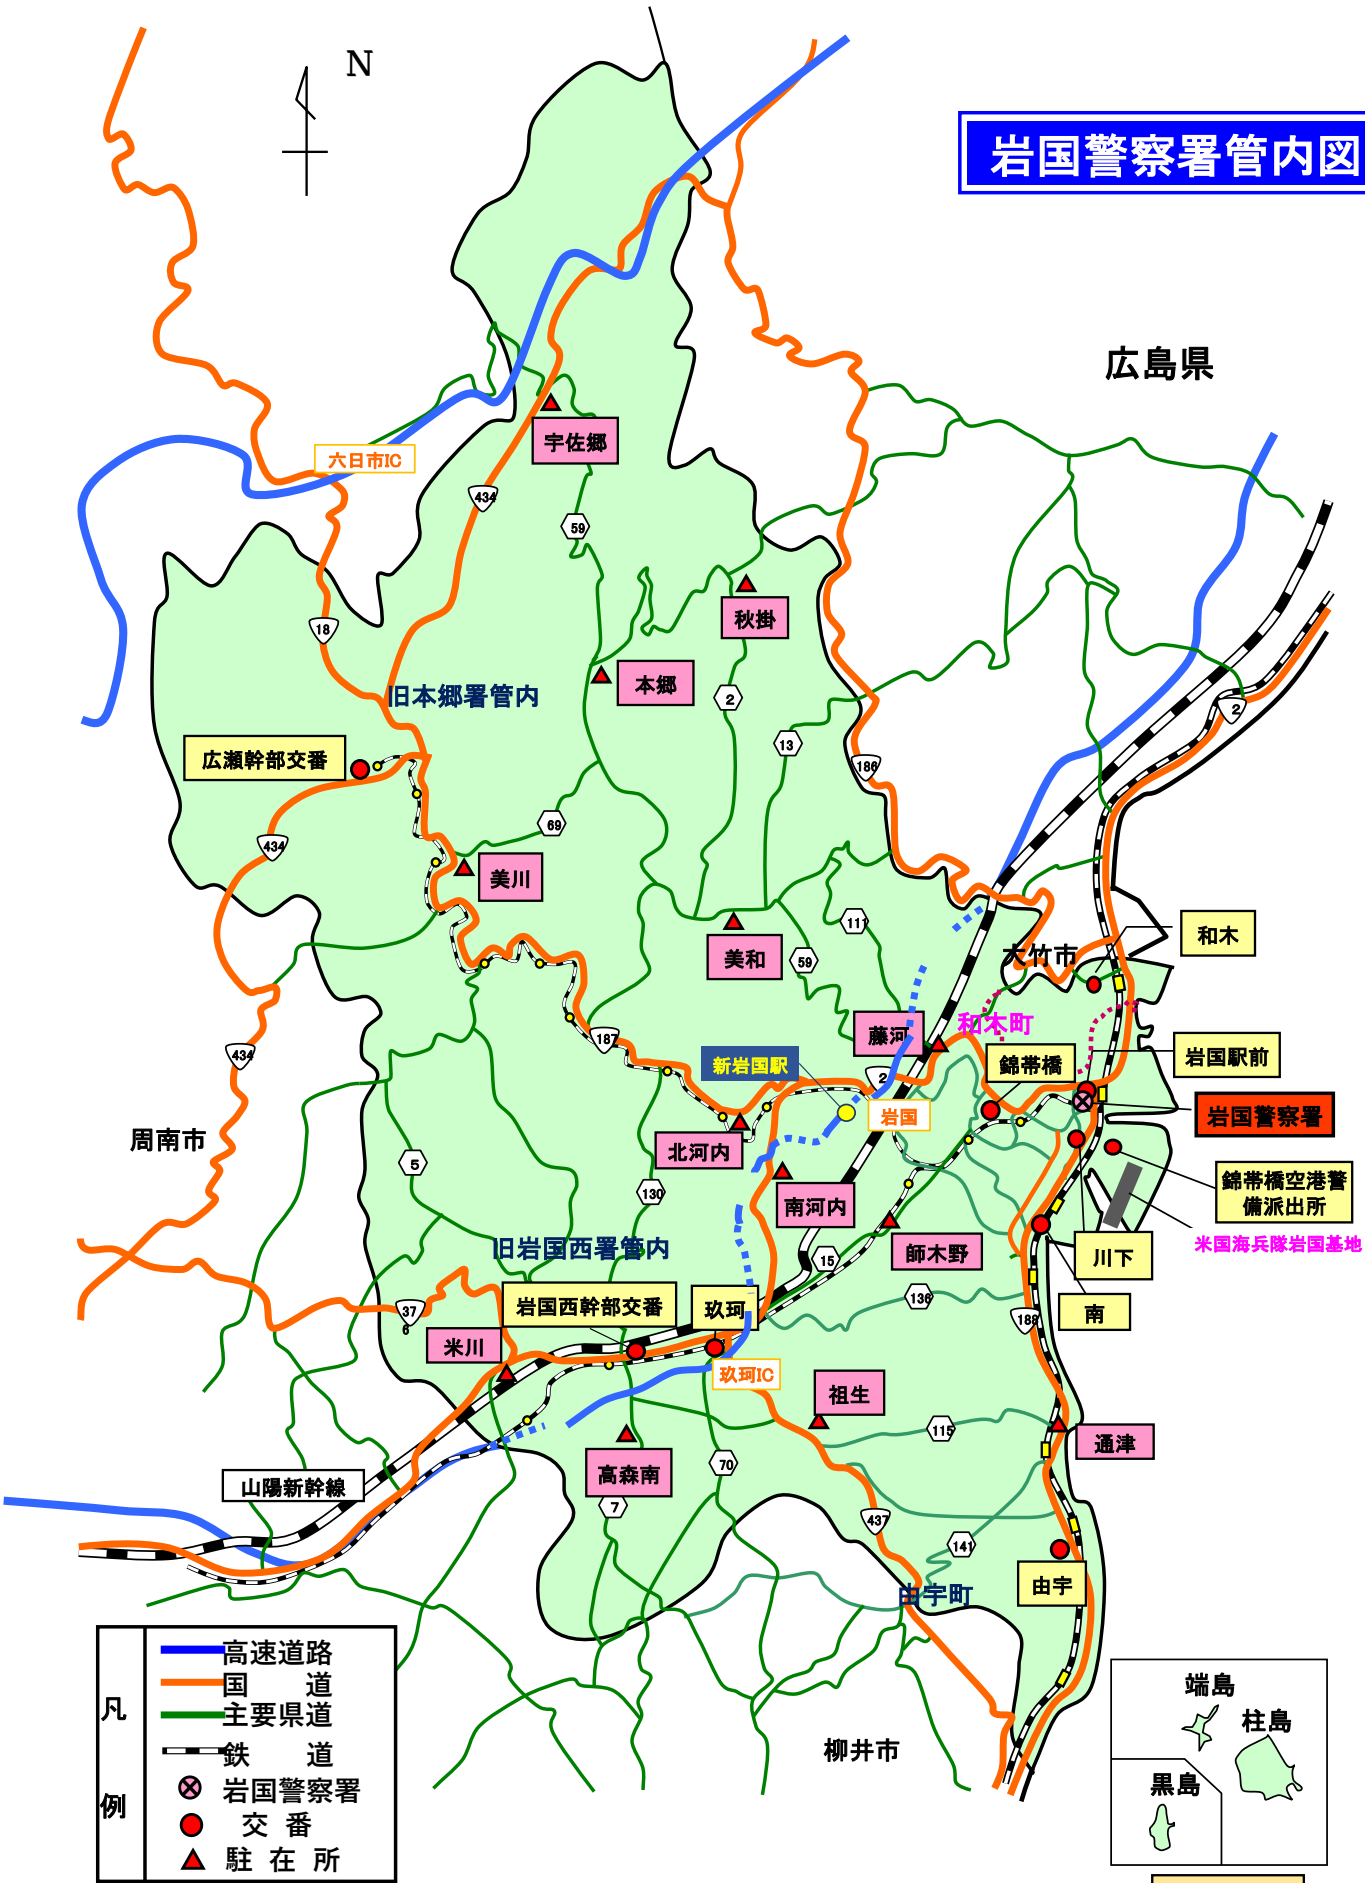 N
岩国警察署管内図
広島県
六日市IC
宇佐郷
434
59
秋掛
18
本郷
旧本郷署管内
2
2
13
広瀬幹部交番
186
69
434
美川
111
和木
美和
59
大竹市
藤河
和木町
187
434
岩国駅前
新岩国駅
錦帯橋
2
岩国
岩国警察署
周南市
北河内
5
錦帯橋空港警
備派出所
130
南河内
米国海兵隊岩国基地
旧岩国西署管内
師木野
15
川下
136
岩国西幹部交番
玖珂
南
37
6
188
米川
玖珂IC
祖生
115
通津
70
高森南
山陽新幹線
7
437
141
由宇町
由宇
凡
例
高速道路
国　　道
主要県道
鉄　　道
岩国警察署
交　番
駐　在　所
柳井市
端島
柱島
黒島